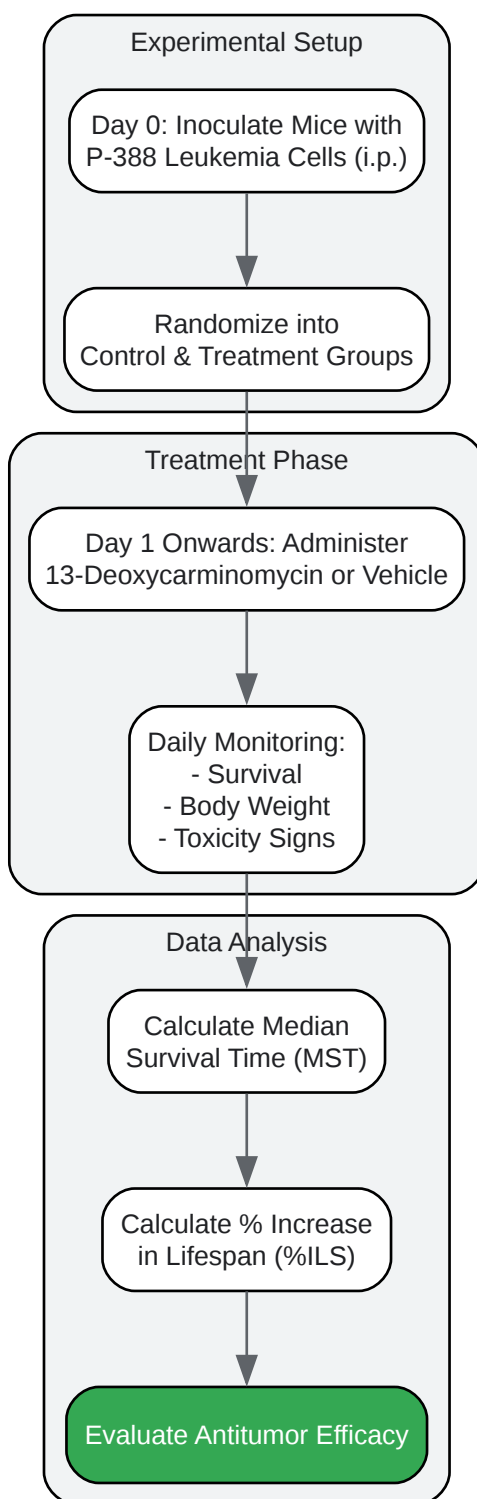 Experimental Setup
Day 0: Inoculate Mice with
P-388 Leukemia Cells (i.p.)
Randomize into
Control & Treatment Groups
Treatment Phase
Day 1 Onwards: Administer
13-Deoxycarminomycin or Vehicle
Daily Monitoring:
- Survival
- Body Weight
- Toxicity Signs
Data Analysis
Calculate Median
Survival Time (MST)
Calculate % Increase
in Lifespan (%ILS)
Evaluate Antitumor Efficacy